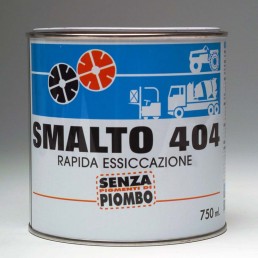 SMALTO 404
RAPIDA ESSICCAZIONE
SENZA
PIGMENTI DI
PIOMBO
750 ml.